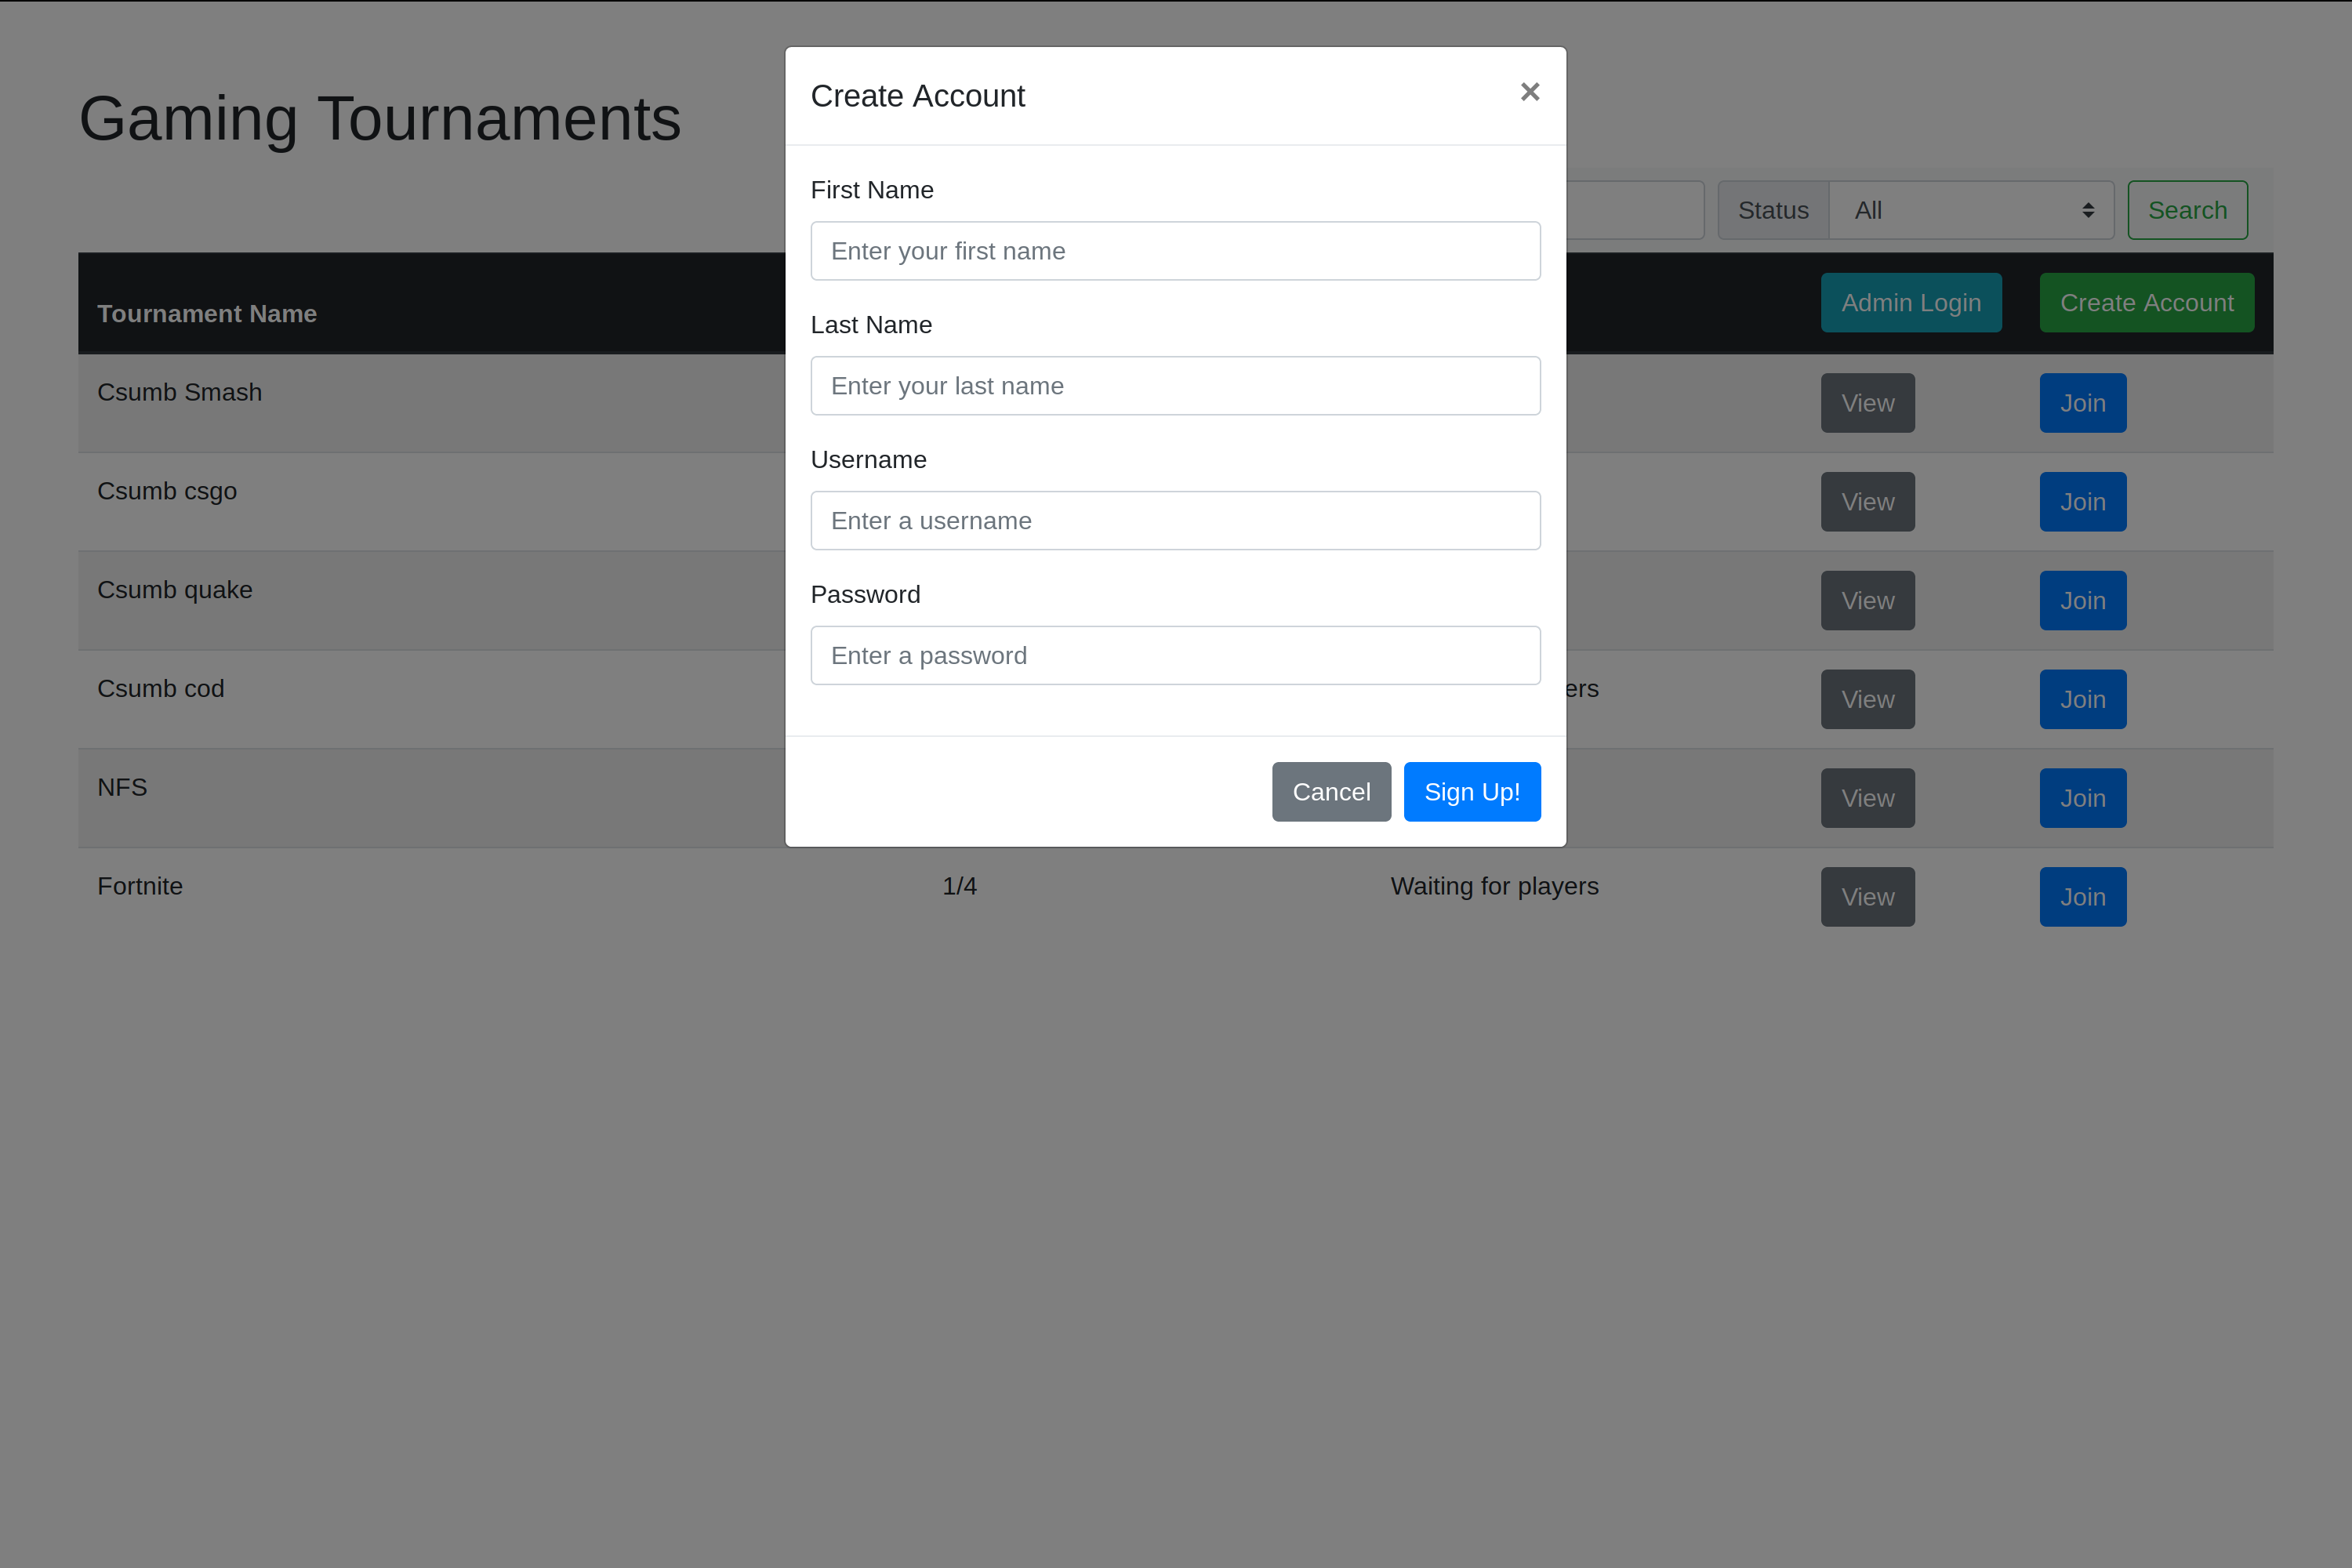 Gaming Tournaments
Create Account ×
First Name
Enter your first name
Last Name
Enter your last name
Username
Enter a username
Password
Enter a password
Cancel Sign Up!
Status All Search
Tournament Name Admin Login Create Account
Csumb Smash View Join
Csumb csgo View Join
Csumb quake View Join
Csumb cod ers View Join
NFS View Join
Fortnite 1/4 Waiting for players View Join